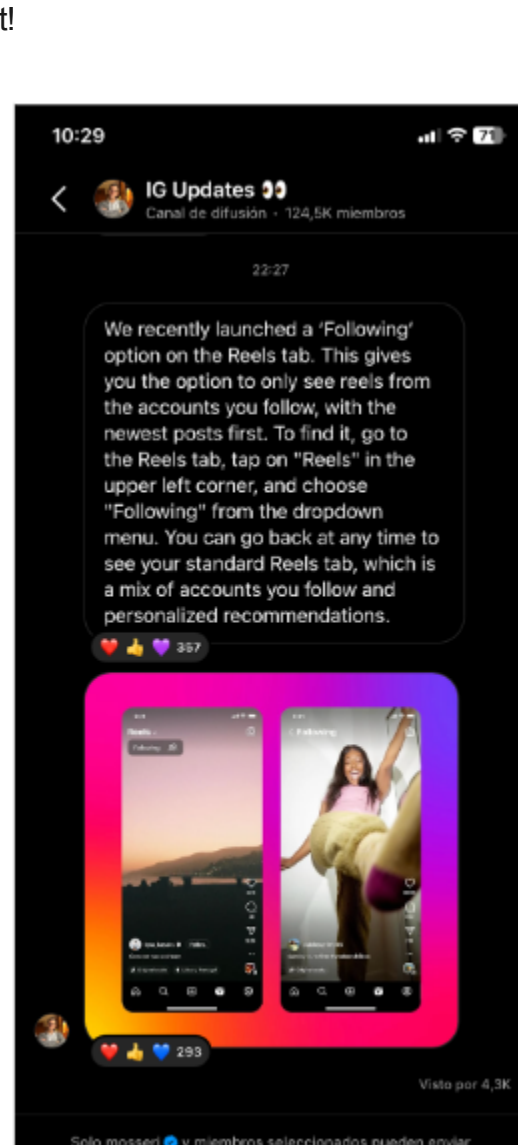 t!
10:29
71
IG Updates 👀
Canal de difusión · 124,5K miembros
22:27
We recently launched a 'Following'
option on the Reels tab. This gives
you the option to only see reels from
the accounts you follow, with the
newest posts first. To find it, go to
the Reels tab, tap on "Reels" in the
upper left corner, and choose
"Following" from the dropdown
menu. You can go back at any time to
see your standard Reels tab, which is
a mix of accounts you follow and
personalized recommendations.
❤️ 👍 💜 357
Reels
Following
Following
❤️ 👍 💙 293
Visto por 4,3K
Solo mosseri y miembros seleccionados pueden enviar